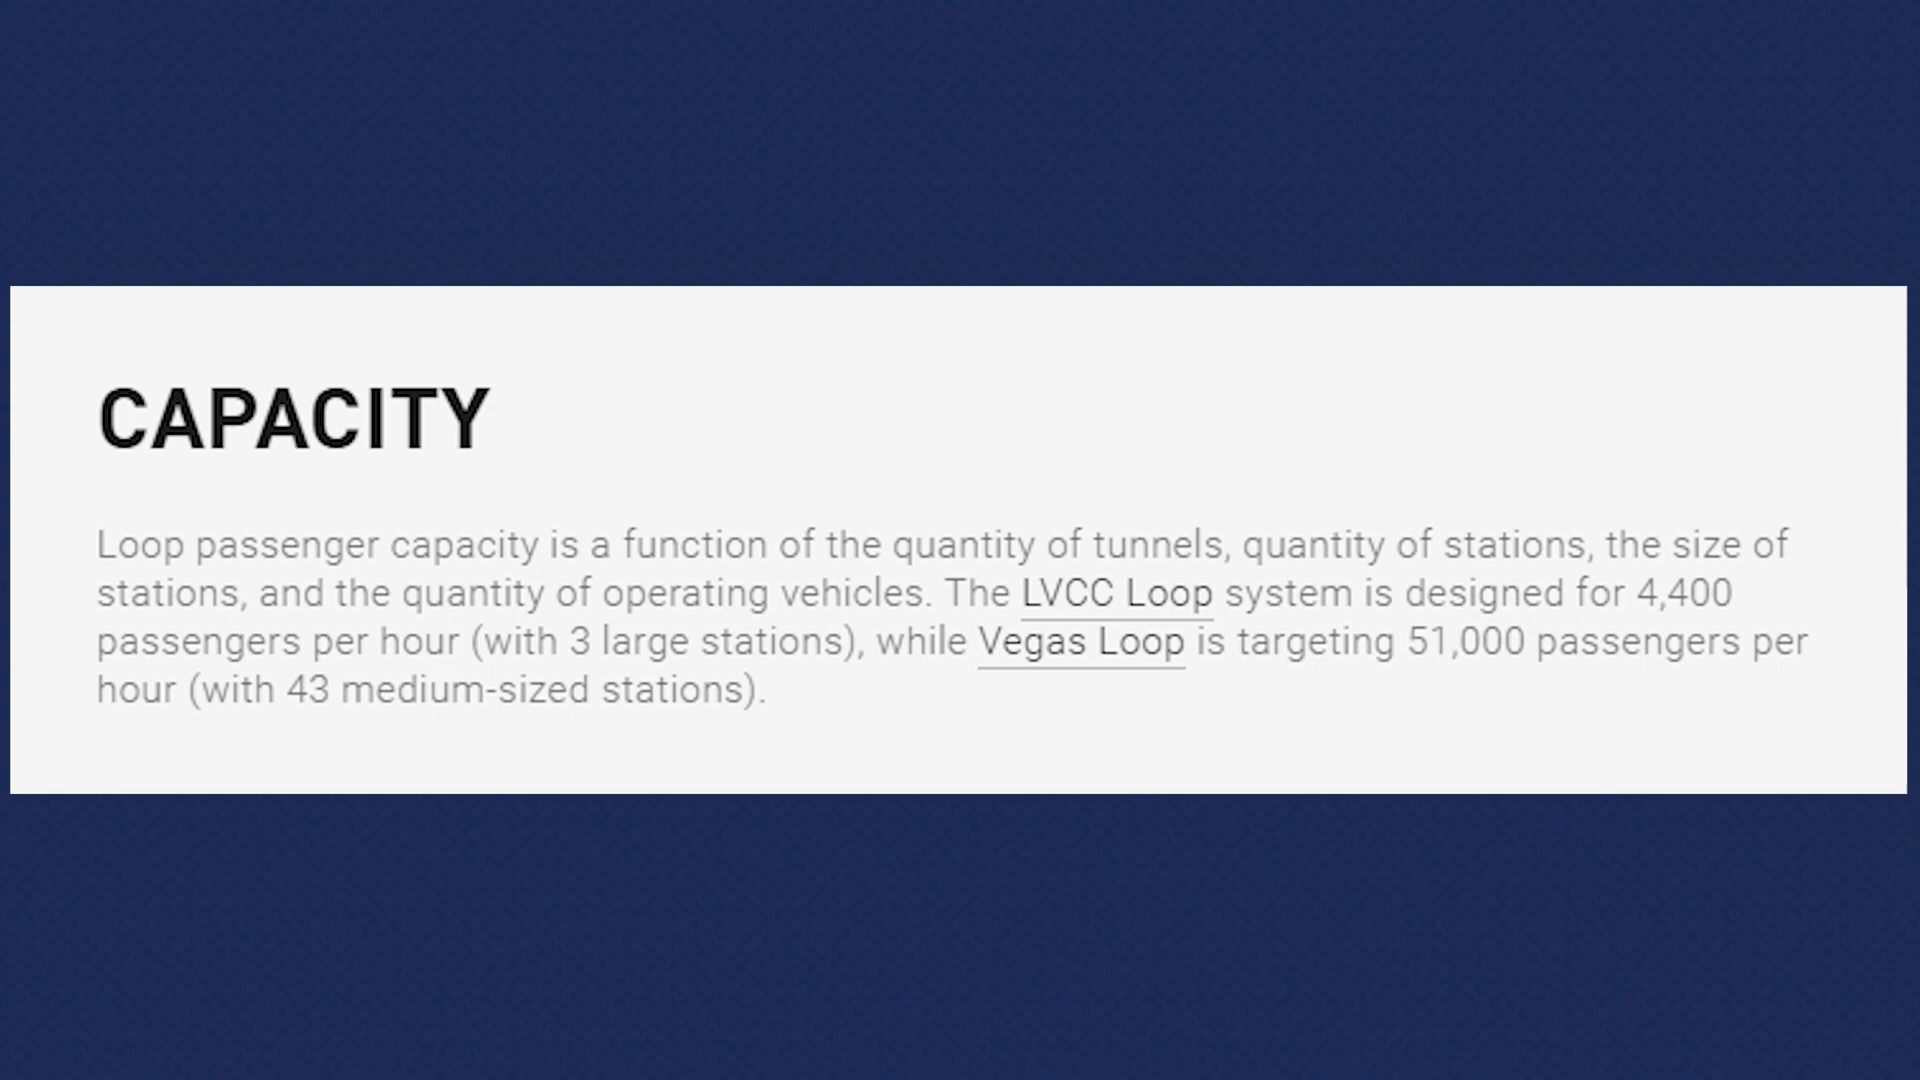 CAPACITY
Loop passenger capacity is a function of the quantity of tunnels, quantity of stations, the size of
stations, and the quantity of operating vehicles. The LVCC Loop system is designed for 4,400
passengers per hour (with 3 large stations), while Vegas Loop is targeting 51,000 passengers per
hour (with 43 medium-sized stations).